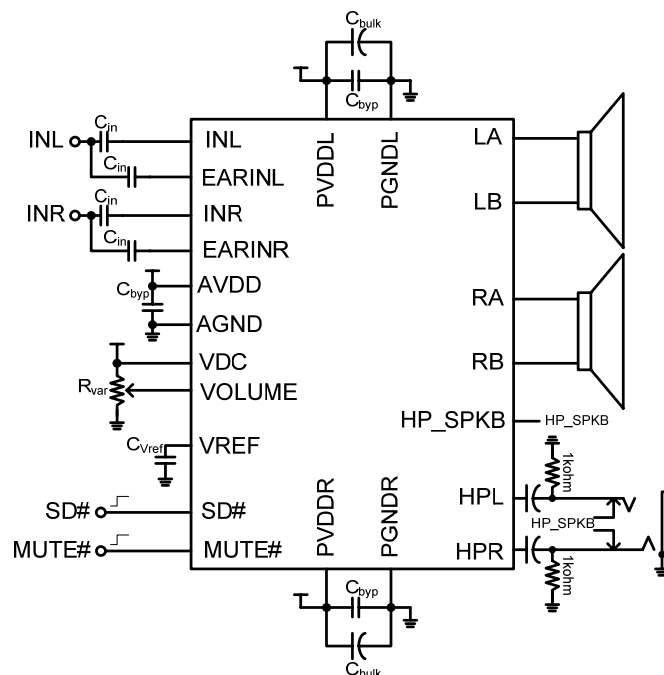 Cbulk
Cbyp
INL
Cin
INL
Cin
EARINL
INR
Cin
INR
Cin
EARINR
Cbyp
AVDD
AGND
VDC
Rvar
VOLUME
CVref
VREF
SD#
SD#
MUTE#
MUTE#
PVDDL
PGNDL
LA
LB
RA
RB
HP_SPKB
HP_SPKB
1kohm
HPL
HP_SPKB
HPR
1kohm
PVDDR
PGNDR
Cbyp
Cbulk